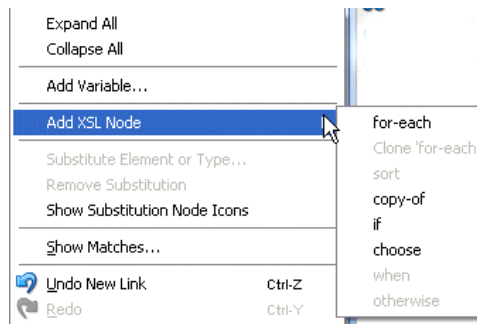 Expand All
Collapse All
Add Variable...
Add XSL Node
Substitute Element or Type...
Remove Substitution
Show Substitution Node Icons
Show Matches...
Undo New Link Ctrl-Z
Redo Ctrl-Y
for-each
Clone 'for-each
sort
copy-of
if
choose
when
otherwise